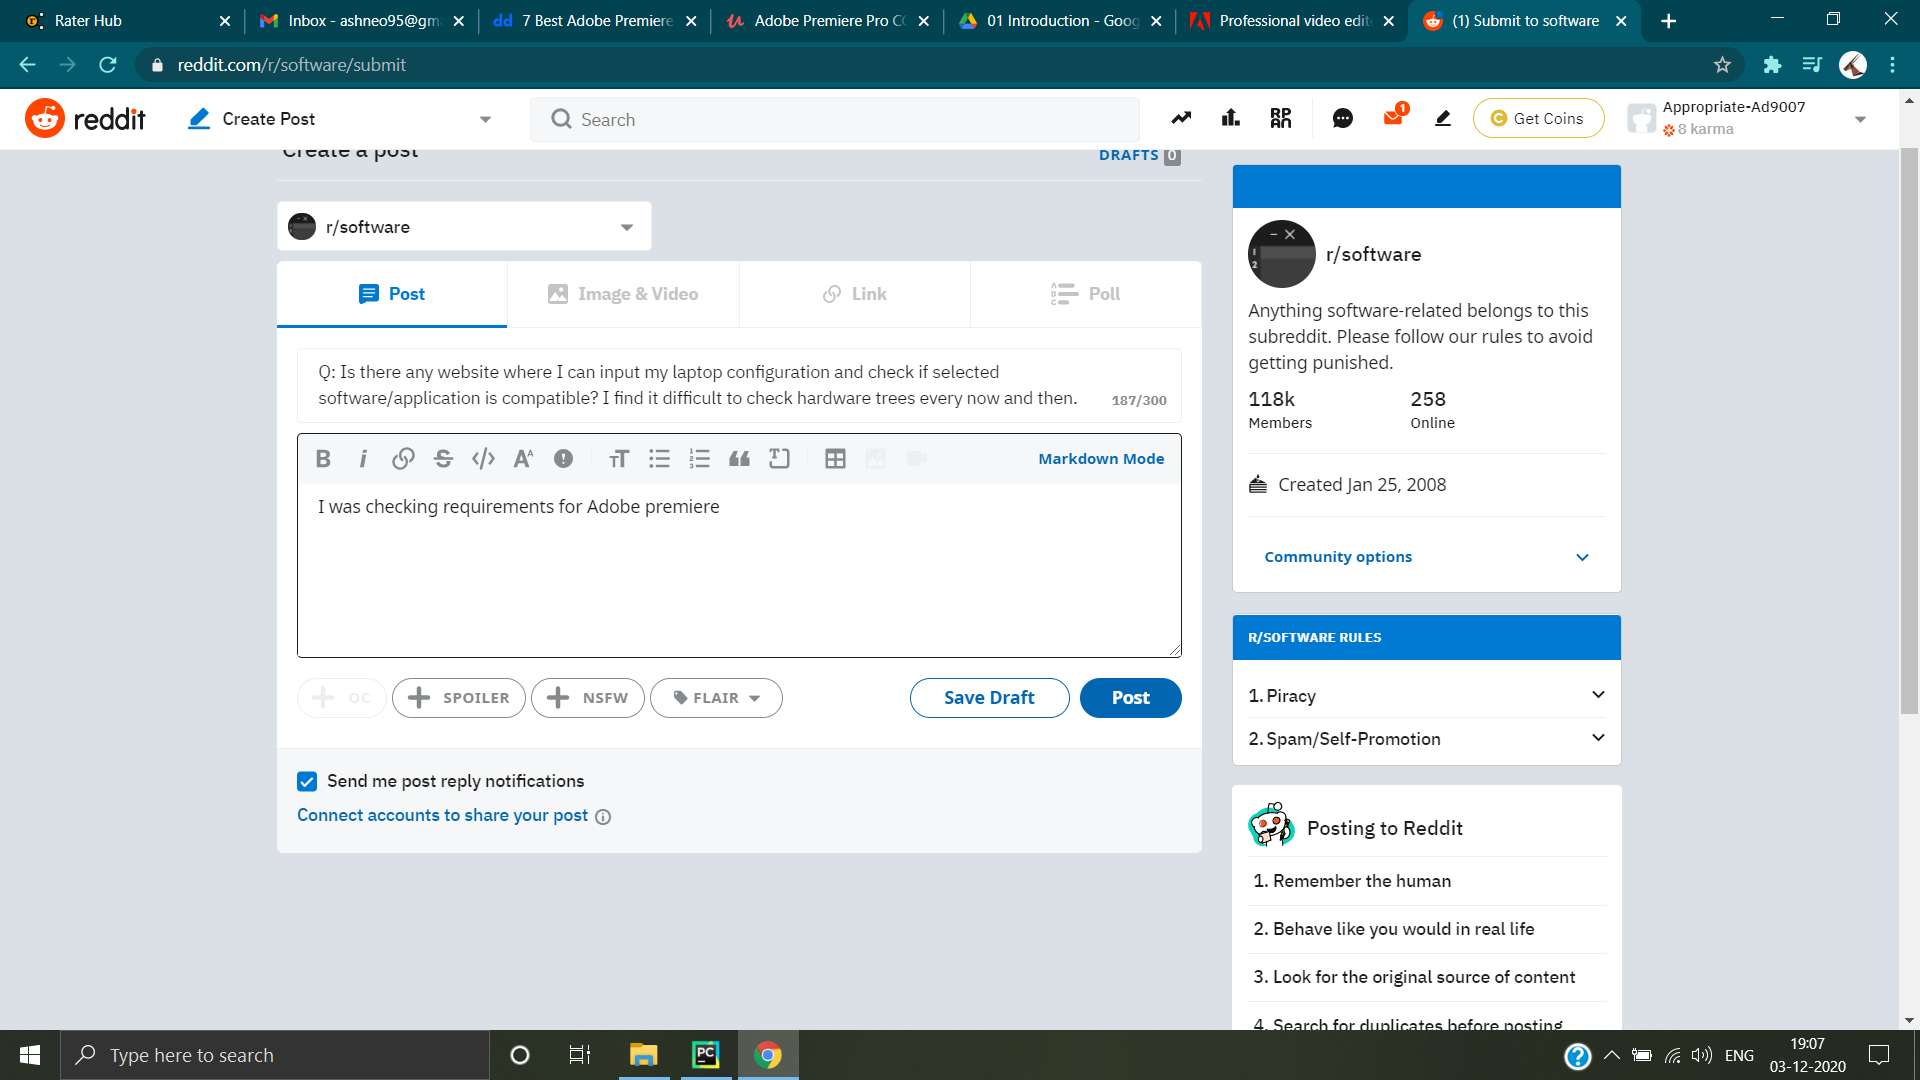 Rater Hub
Inbox - ashneo95@gm
7 Best Adobe Premiere
Adobe Premiere Pro CC
01 Introduction - Goog
Professional video edit
(1) Submit to software
reddit.com/r/software/submit
reddit
Create Post
Search
1
Get Coins
Appropriate-Ad9007
8 karma
Create a post
DRAFTS 0
r/software
Post
Image & Video
Link
Poll
Q: Is there any website where I can input my laptop configuration and check if selected
software/application is compatible? I find it difficult to check hardware trees every now and then.
187/300
Markdown Mode
I was checking requirements for Adobe premiere
OC
SPOILER
NSFW
FLAIR
Save Draft
Post
Send me post reply notifications
Connect accounts to share your post
r/software
Anything software-related belongs to this
subreddit. Please follow our rules to avoid
getting punished.
118k
258
Members
Online
Created Jan 25, 2008
Community options
R/SOFTWARE RULES
1. Piracy
2. Spam/Self-Promotion
Posting to Reddit
1. Remember the human
2. Behave like you would in real life
3. Look for the original source of content
4. Search for duplicates before posting
Type here to search
PC
ENG
19:07
03-12-2020